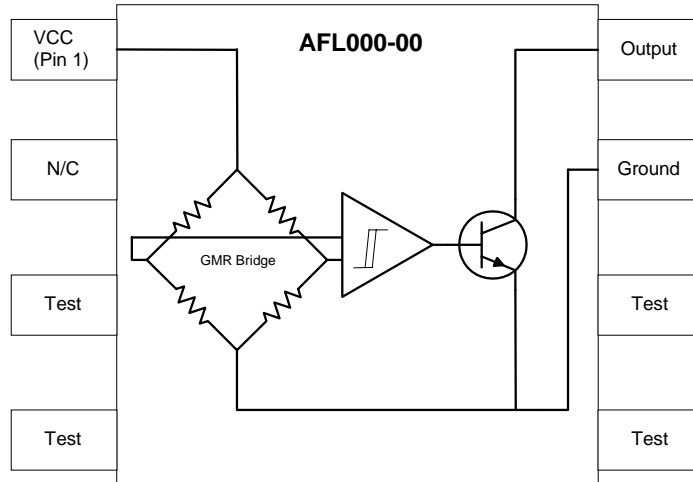 AFL000-00
VCC
(Pin 1)
Output
N/C
Ground
GMR Bridge
Test
Test
Test
Test